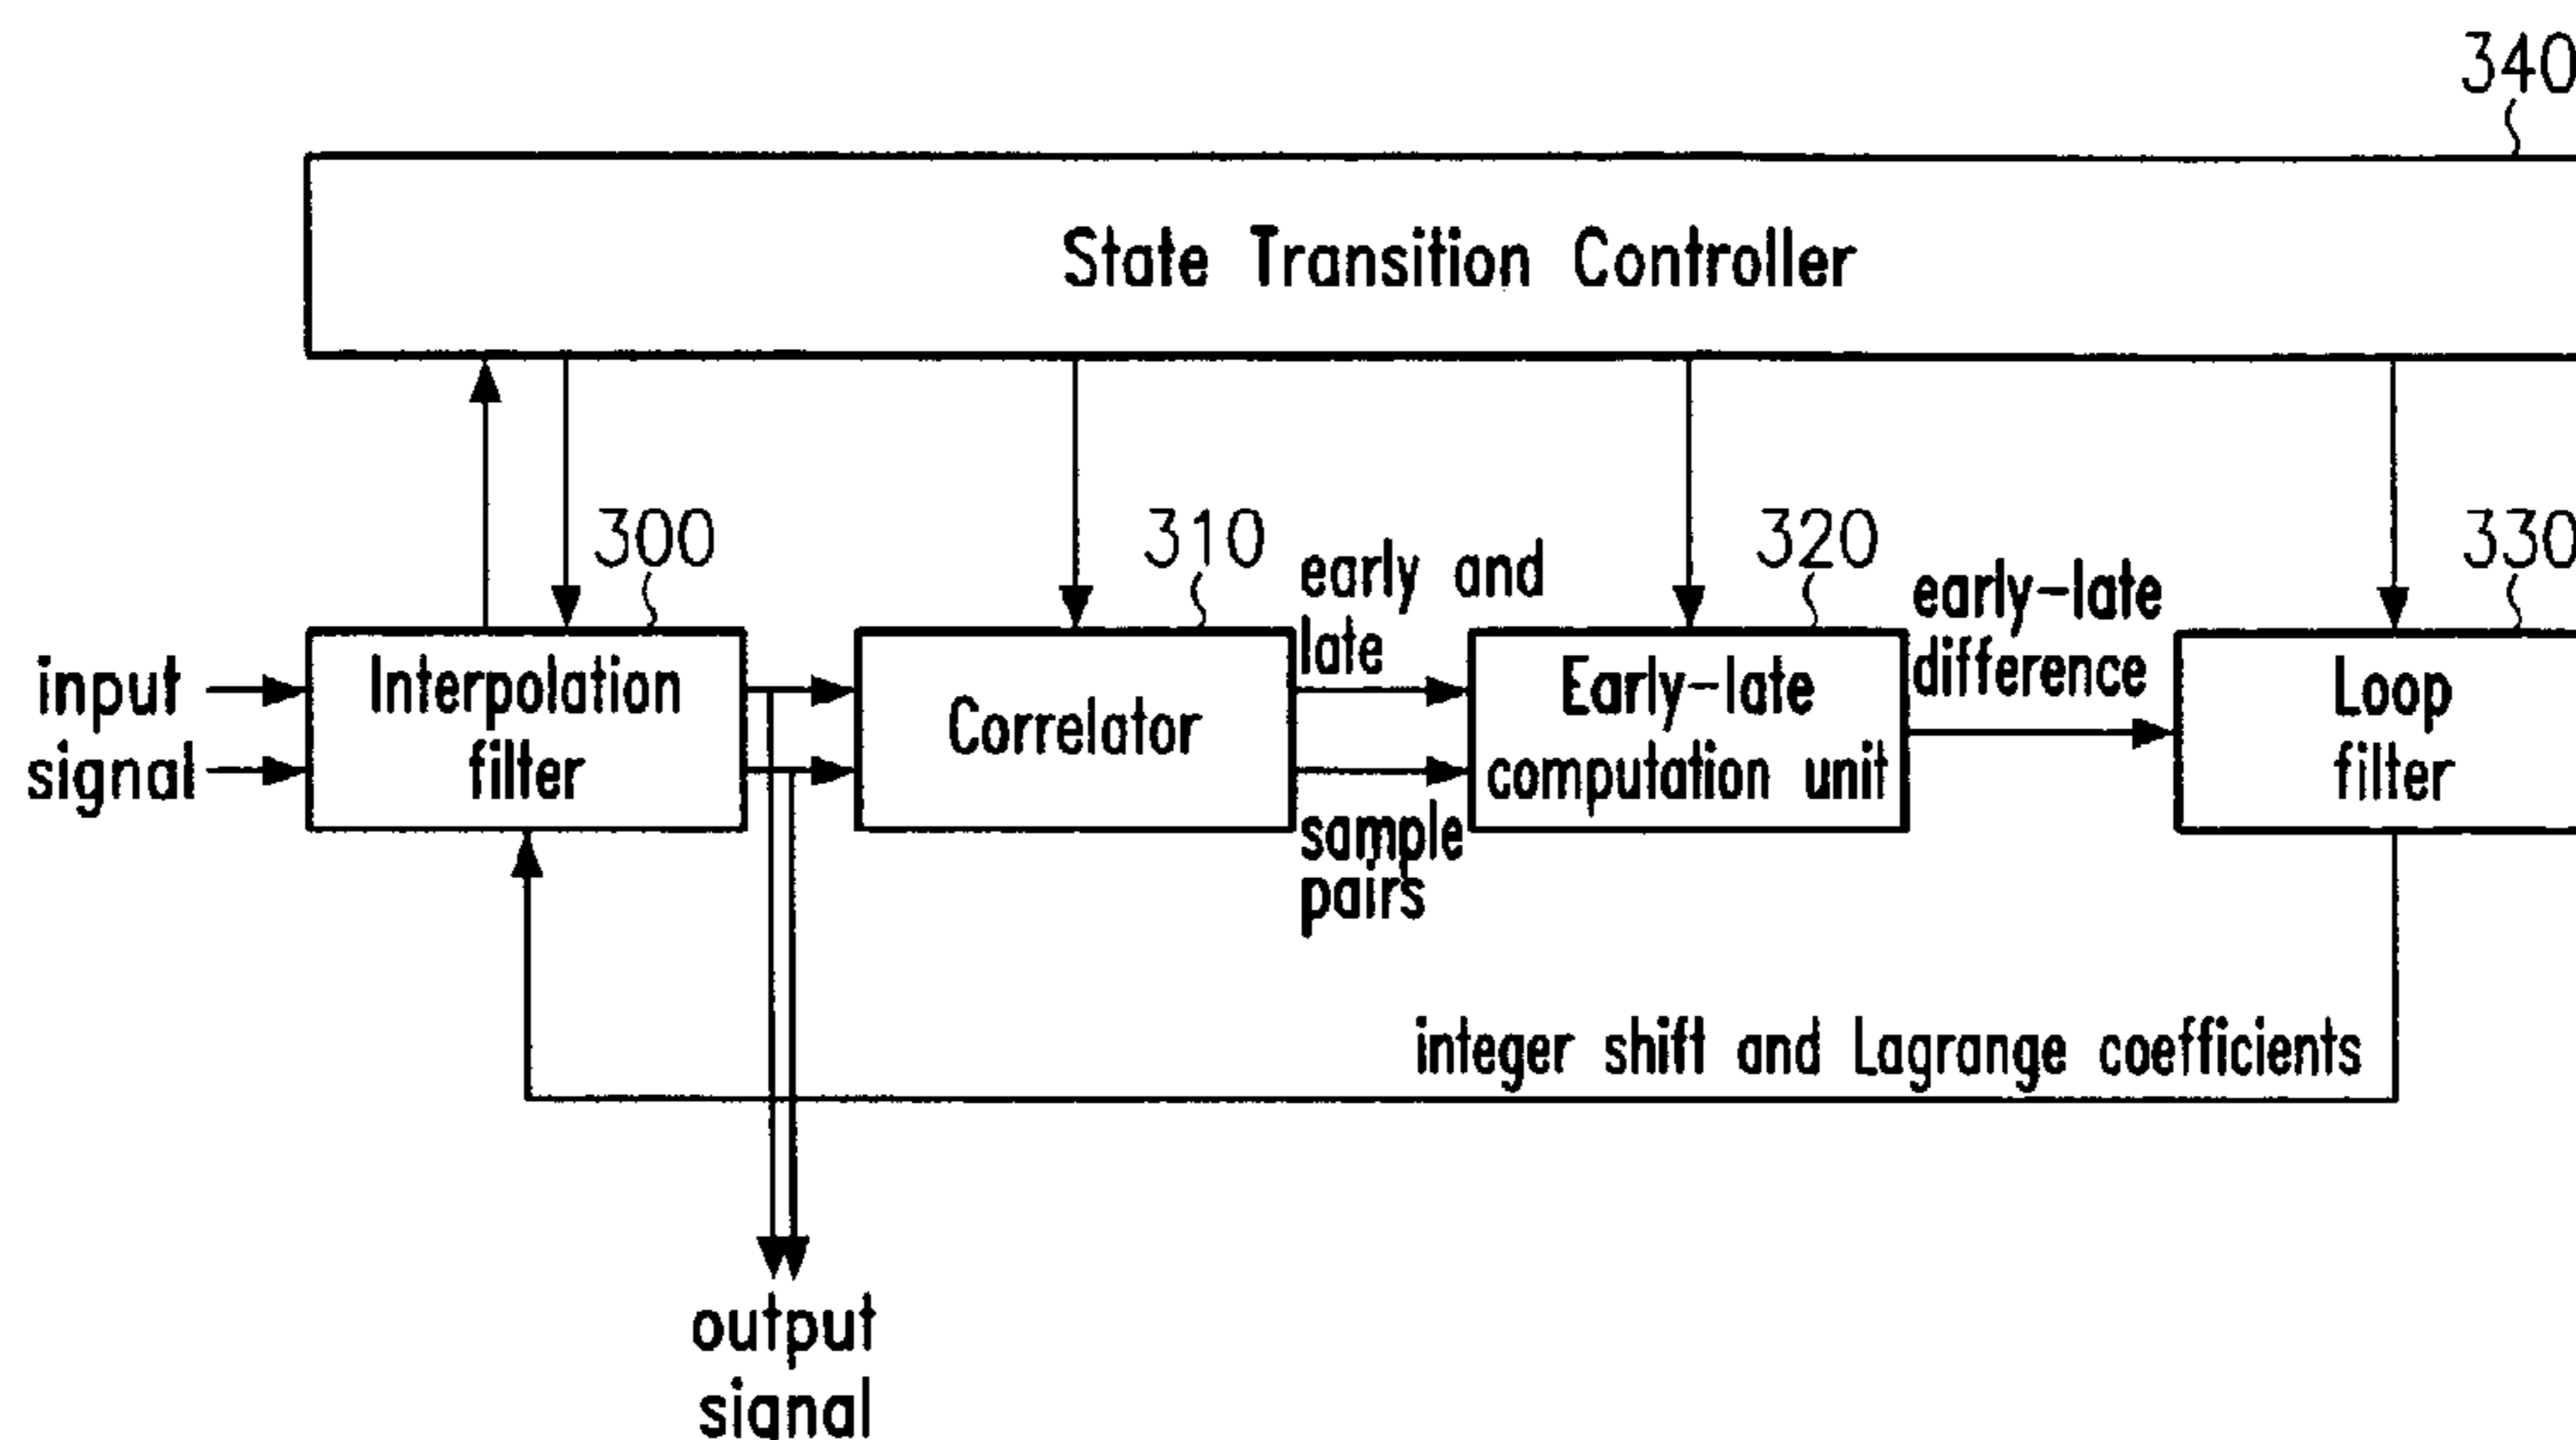 340
State Transition Controller
300
310
320
330
early and
late
early-late
difference
input
signal
Interpolation
filter
Correlator
Early-late
computation unit
Loop
filter
sample
pairs
integer shift and Lagrange coefficients
output
signal